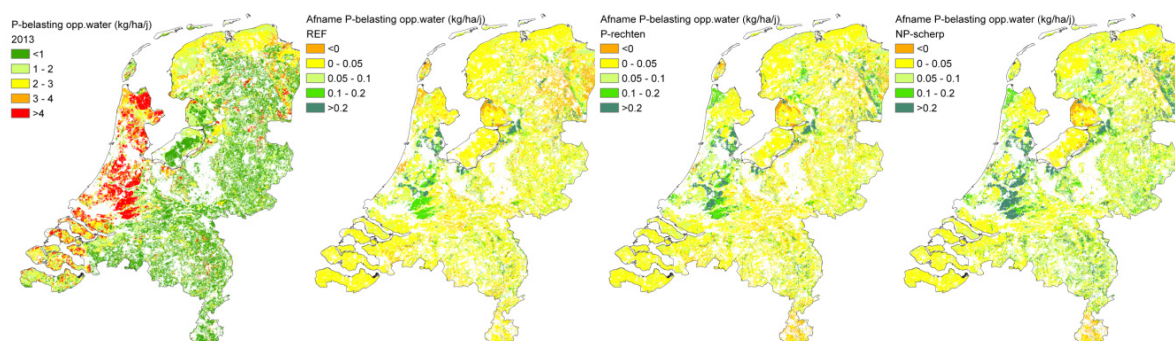 P-belasting opp.water (kg/ha/j)
2013
<1
1 - 2
2 - 3
3 - 4
>4
Afname P-belasting opp.water (kg/ha/j)
REF
<0
0 - 0.05
0.05 - 0.1
0.1 - 0.2
>0.2
Afname P-belasting opp.water (kg/ha/j)
P-rechten
<0
0 - 0.05
0.05 - 0.1
0.1 - 0.2
>0.2
Afname P-belasting opp.water (kg/ha/j)
NP-scherp
<0
0 - 0.05
0.05 - 0.1
0.1 - 0.2
>0.2